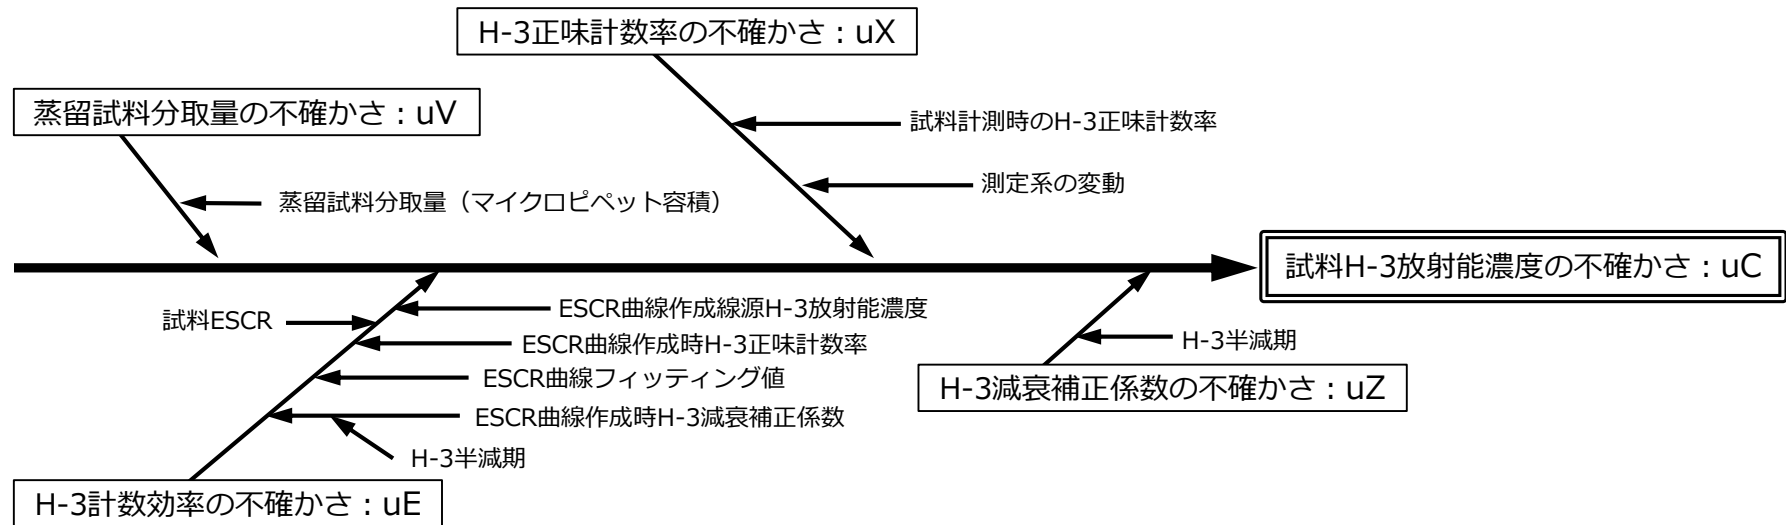 H-3正味計数率の不確かさ：uX
蒸留試料分取量の不確かさ：uV
試料計測時のH-3正味計数率
測定系の変動
蒸留試料分取量（マイクロピペット容積）
試料H-3放射能濃度の不確かさ：uC
ESCR曲線作成線源H-3放射能濃度
試料ESCR
ESCR曲線作成時H-3正味計数率
H-3半減期
ESCR曲線フィッティング値
H-3減衰補正係数の不確かさ：uZ
ESCR曲線作成時H-3減衰補正係数
H-3半減期
H-3計数効率の不確かさ：uE